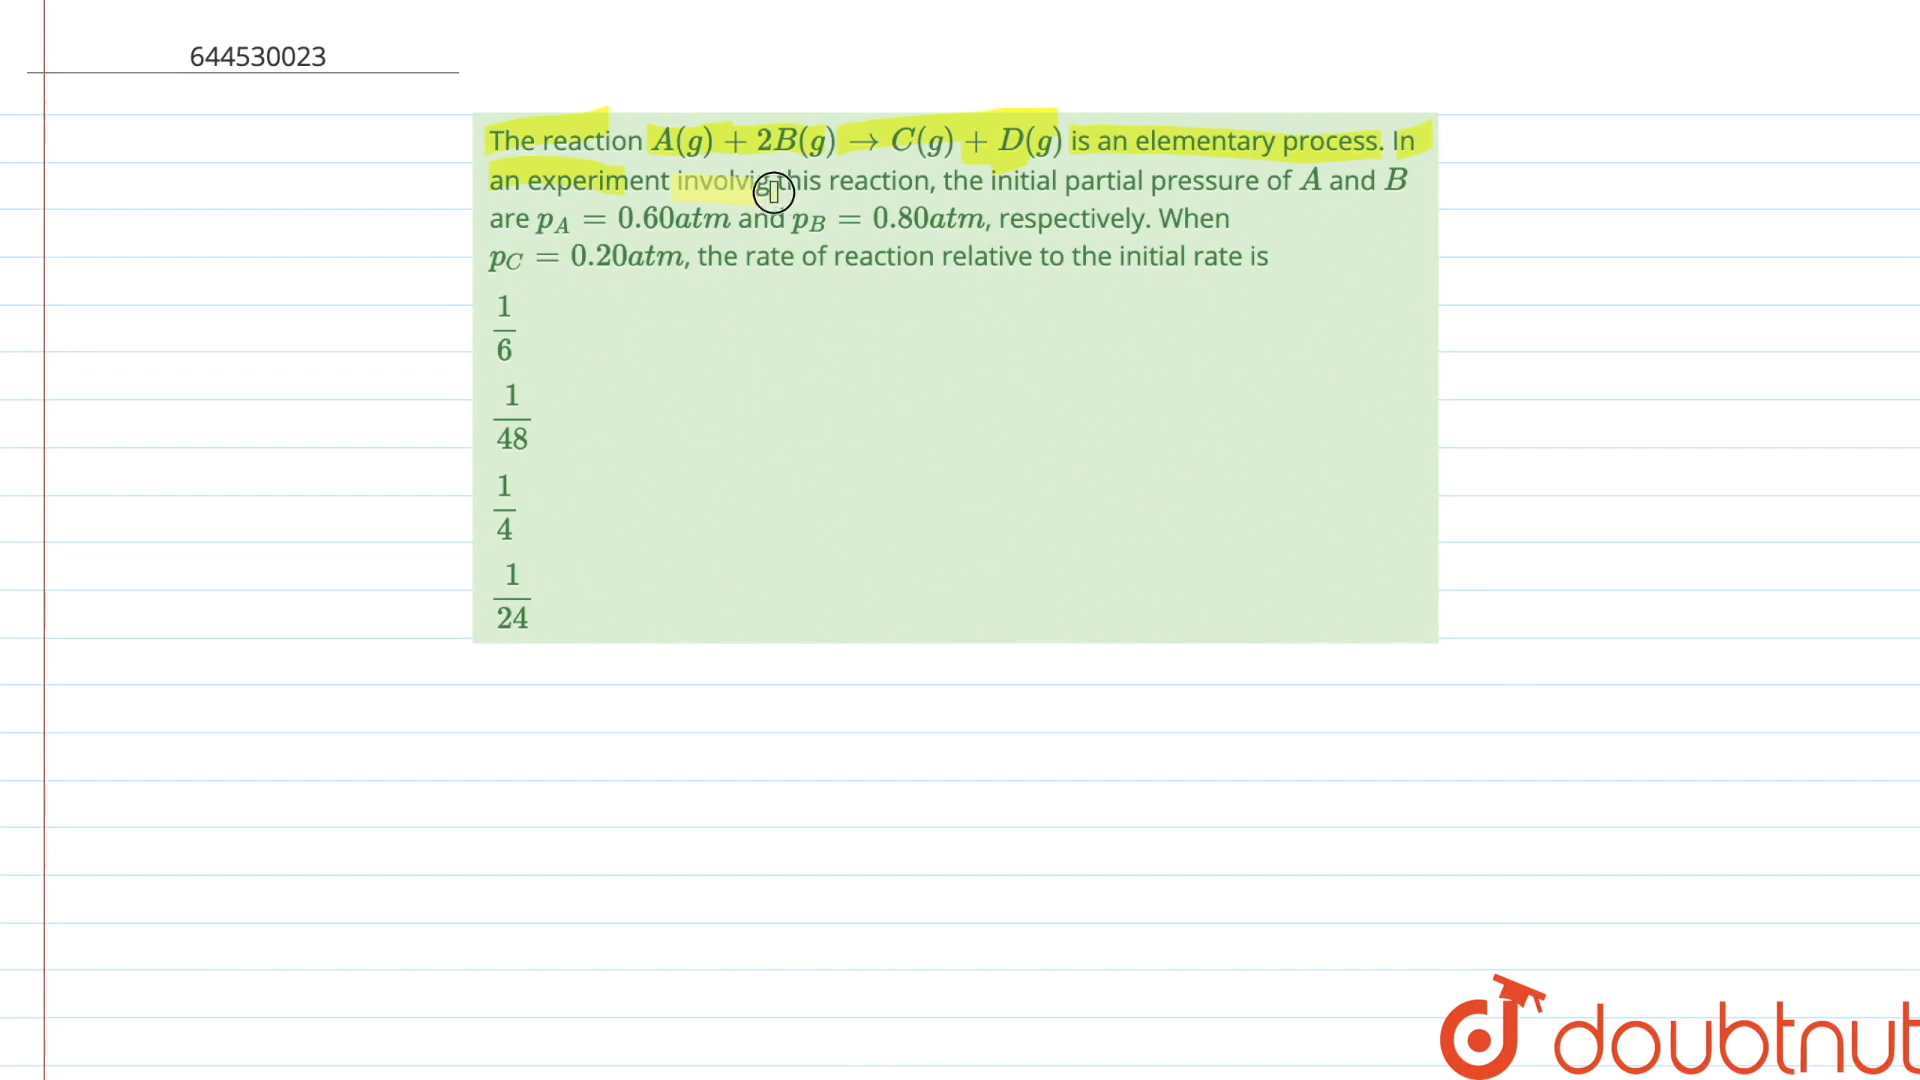 644530023
The reaction A(g) + 2B(g) → C(g) + D(g) is an elementary process. In
an experiment involvig this reaction, the initial partial pressure of A and B
are p_A = 0.60atm and p_B = 0.80atm, respectively. When
p_C = 0.20atm, the rate of reaction relative to the initial rate is
1/6
1/48
1/4
1/24
doubtnut